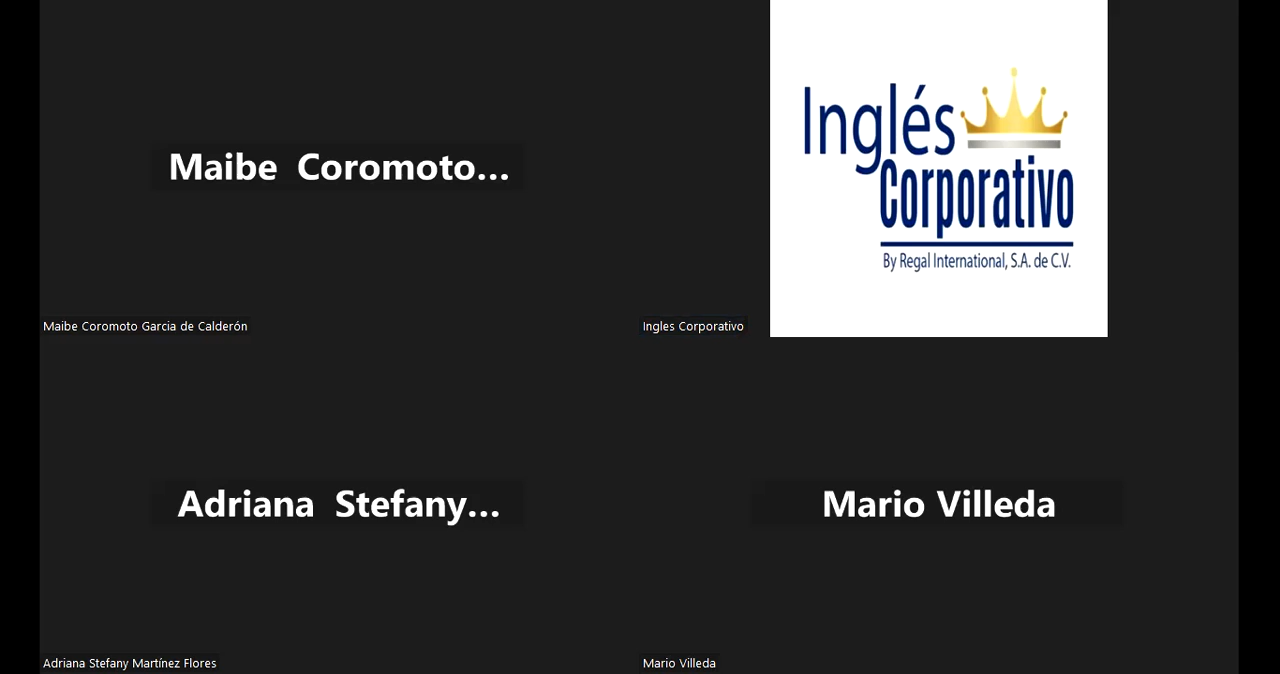 Maibe Coromoto...
Maibe Coromoto Garcia de Calderón
Inglés
Corporativo
By Regal International, S.A. de C.V.
Ingles Corporativo
Adriana Stefany...
Adriana Stefany Martínez Flores
Mario Villeda
Mario Villeda